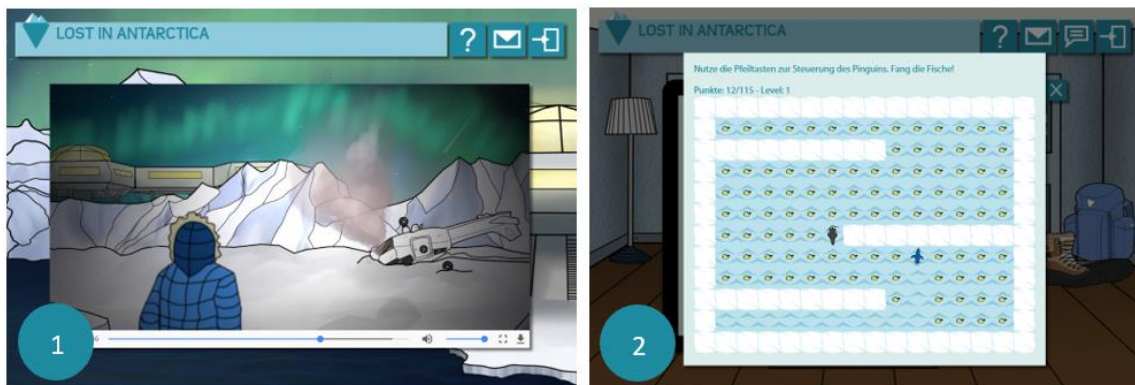 LOST IN ANTARCTICA
?
1
LOST IN ANTARCTICA
?
Nutze die Pfeiltasten zur Steuerung des Pinguins. Fang die Fische!
Punkte: 12/115 - Level: 1
2